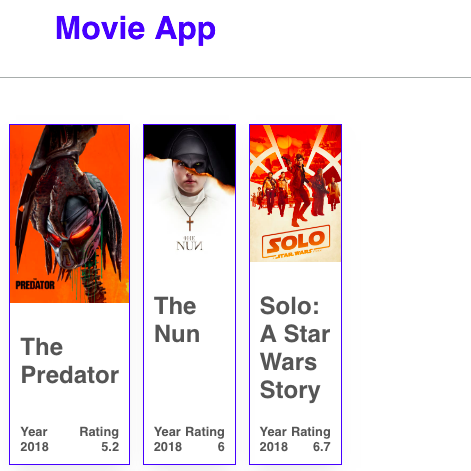 Movie App
PREDATOR
The
Predator
Year Rating
2018 5.2
THE
NUN
The
Nun
Year Rating
2018 6
SOLO
A STAR WARS STORY
Solo:
A Star
Wars
Story
Year Rating
2018 6.7